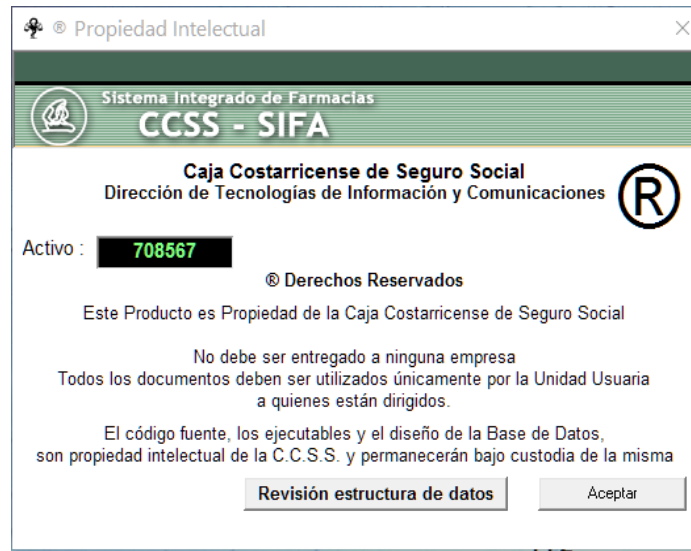 ® Propiedad Intelectual
Sistema Integrado de Farmacias
CCSS - SIFA
Caja Costarricense de Seguro Social
Dirección de Tecnologías de Información y Comunicaciones
®
Activo : 708567
® Derechos Reservados
Este Producto es Propiedad de la Caja Costarricense de Seguro Social
No debe ser entregado a ninguna empresa
Todos los documentos deben ser utilizados únicamente por la Unidad Usuaria
a quienes están dirigidos.
El código fuente, los ejecutables y el diseño de la Base de Datos,
son propiedad intelectual de la C.C.S.S. y permanecerán bajo custodia de la misma
Revisión estructura de datos
Aceptar